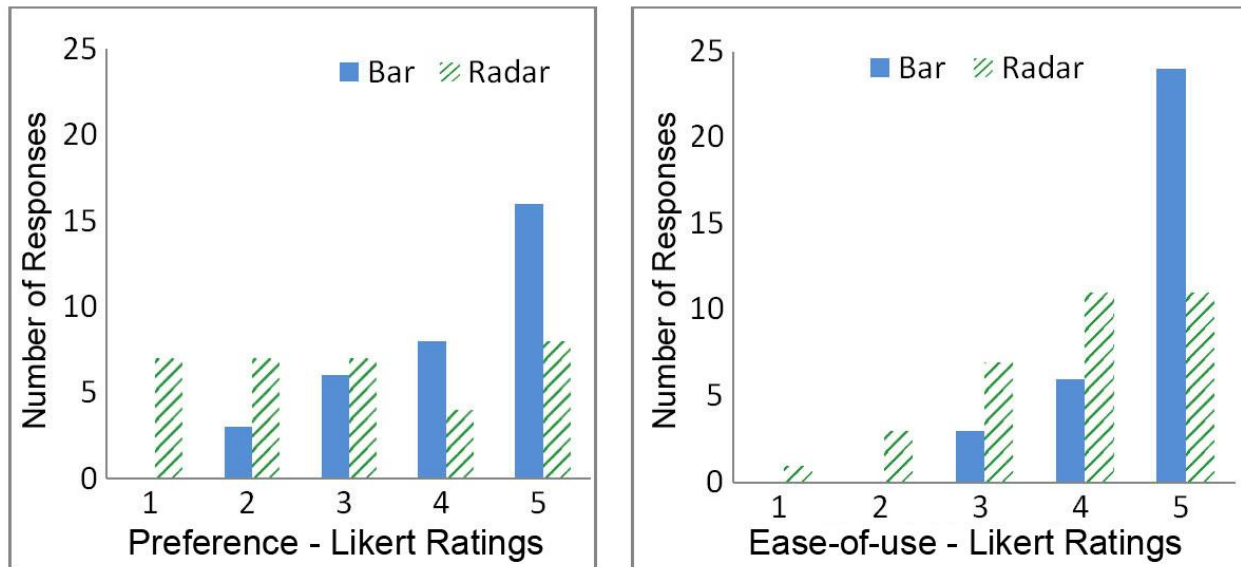 25
20
15
10
5
0
Number of Responses
Bar Radar
1 2 3 4 5
Preference - Likert Ratings
25
20
15
10
5
0
Number of Responses
Bar Radar
1 2 3 4 5
Ease-of-use - Likert Ratings